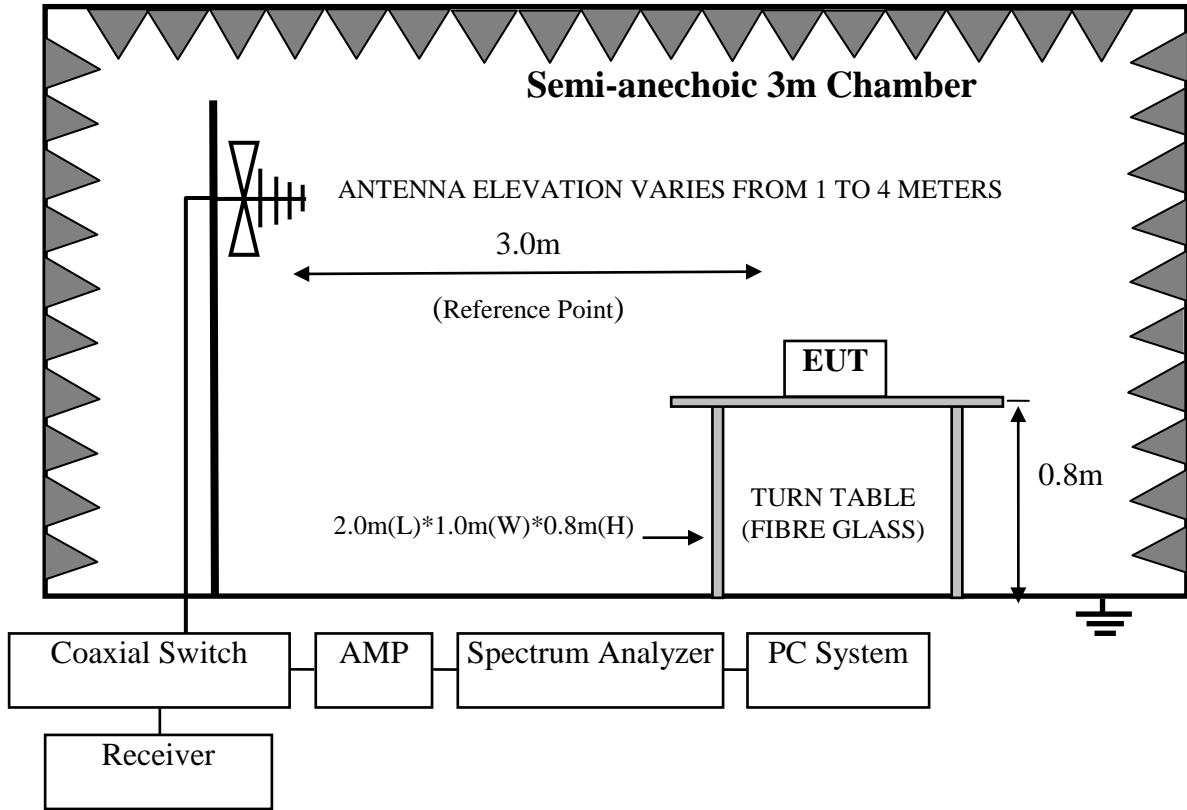 Semi-anechoic 3m Chamber
ANTENNA ELEVATION VARIES FROM 1 TO 4 METERS
3.0m
(Reference Point)
EUT
0.8m
TURN TABLE
(FIBRE GLASS)
2.0m(L)*1.0m(W)*0.8m(H)
Coaxial Switch
AMP
Spectrum Analyzer
PC System
Receiver